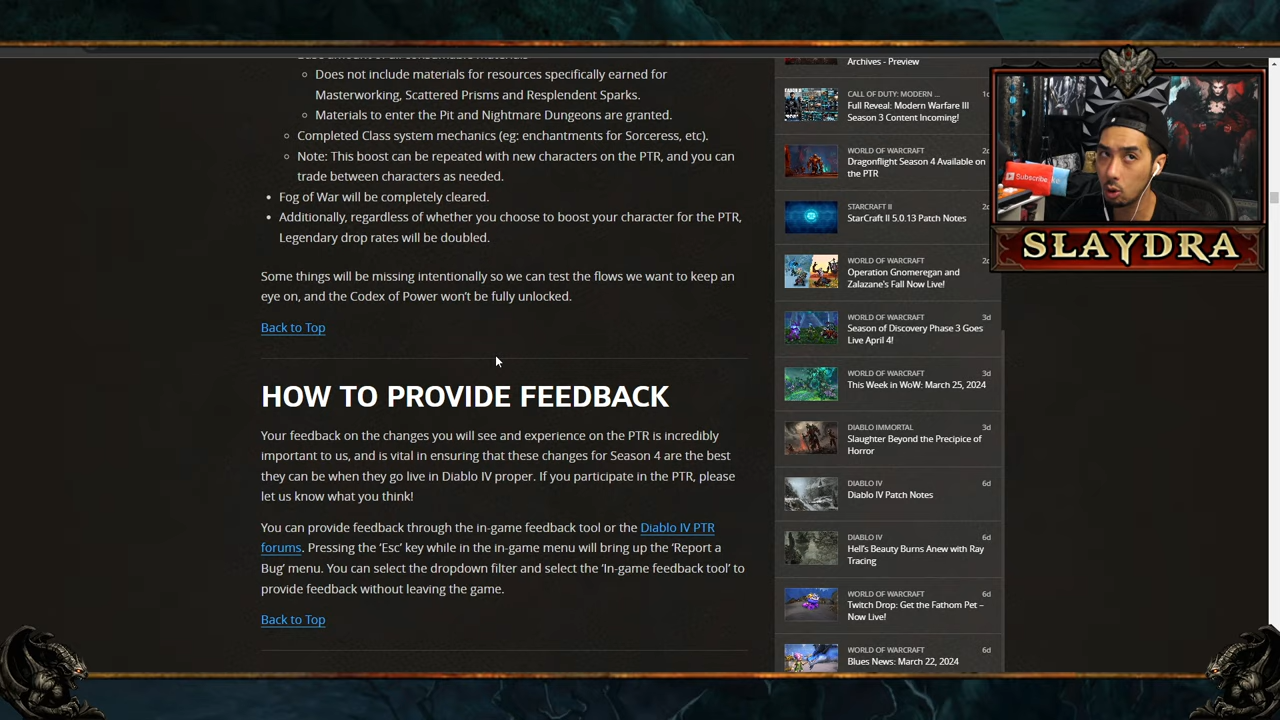 Does not include materials for resources specifically earned for
Masterworking, Scattered Prisms and Resplendent Sparks.
Materials to enter the Pit and Nightmare Dungeons are granted.
Completed Class system mechanics (eg: enchantments for Sorceress, etc).
Note: This boost can be repeated with new characters on the PTR, and you can
trade between characters as needed.
Fog of War will be completely cleared.
Additionally, regardless of whether you choose to boost your character for the PTR,
Legendary drop rates will be doubled.
Some things will be missing intentionally so we can test the flows we want to keep an
eye on, and the Codex of Power won't be fully unlocked.
Back to Top
HOW TO PROVIDE FEEDBACK
Your feedback on the changes you will see and experience on the PTR is incredibly
important to us, and is vital in ensuring that these changes for Season 4 are the best
they can be when they go live in Diablo IV proper. If you participate in the PTR, please
let us know what you think!
You can provide feedback through the in-game feedback tool or the Diablo IV PTR
forums. Pressing the 'Esc' key while in the in-game menu will bring up the 'Report a
Bug' menu. You can select the dropdown filter and select the 'In-game feedback tool' to
provide feedback without leaving the game.
Back to Top
Archives - Preview
CALL OF DUTY: MODERN ...
Full Reveal: Modern Warfare III
Season 3 Content Incoming!
WORLD OF WARCRAFT
Dragonflight Season 4 Available on
the PTR
STARCRAFT II
StarCraft II 5.0.13 Patch Notes
WORLD OF WARCRAFT
Operation Gnomeregan and
Zalazane's Fall Now Live!
WORLD OF WARCRAFT 3d
Season of Discovery Phase 3 Goes
Live April 4!
WORLD OF WARCRAFT 3d
This Week in WoW: March 25, 2024
DIABLO IMMORTAL 3d
Slaughter Beyond the Precipice of
Horror
DIABLO IV 6d
Diablo IV Patch Notes
DIABLO IV 6d
Hell's Beauty Burns Anew with Ray
Tracing
WORLD OF WARCRAFT 6d
Twitch Drop: Get the Fathom Pet –
Now Live!
WORLD OF WARCRAFT 6d
Blues News: March 22, 2024
Subscribe
SLAYDRA